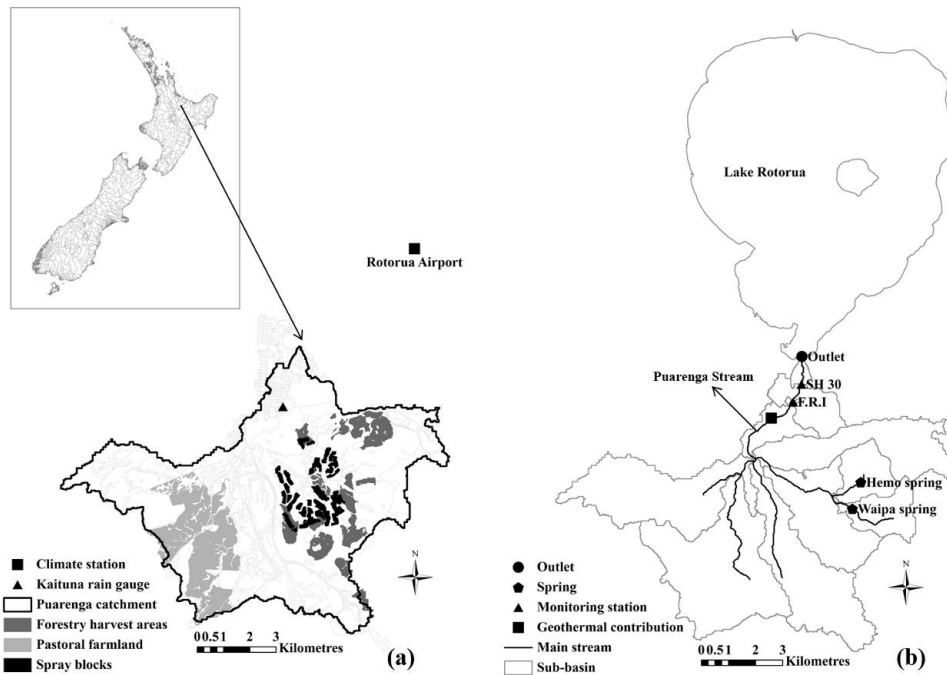 Rotorua Airport
N
Climate station
Kaituna rain gauge
Puarenga catchment
Forestry harvest areas
Pastoral farmland
Spray blocks
0 0.5 1 2 3
Kilometres
(a)
Lake Rotorua
Outlet
Puarenga Stream
SH 30
F.R.I
Hemo spring
Waipa spring
N
Outlet
Spring
Monitoring station
Geothermal contribution
Main stream
Sub-basin
0 0.5 1 2 3
Kilometres
(b)